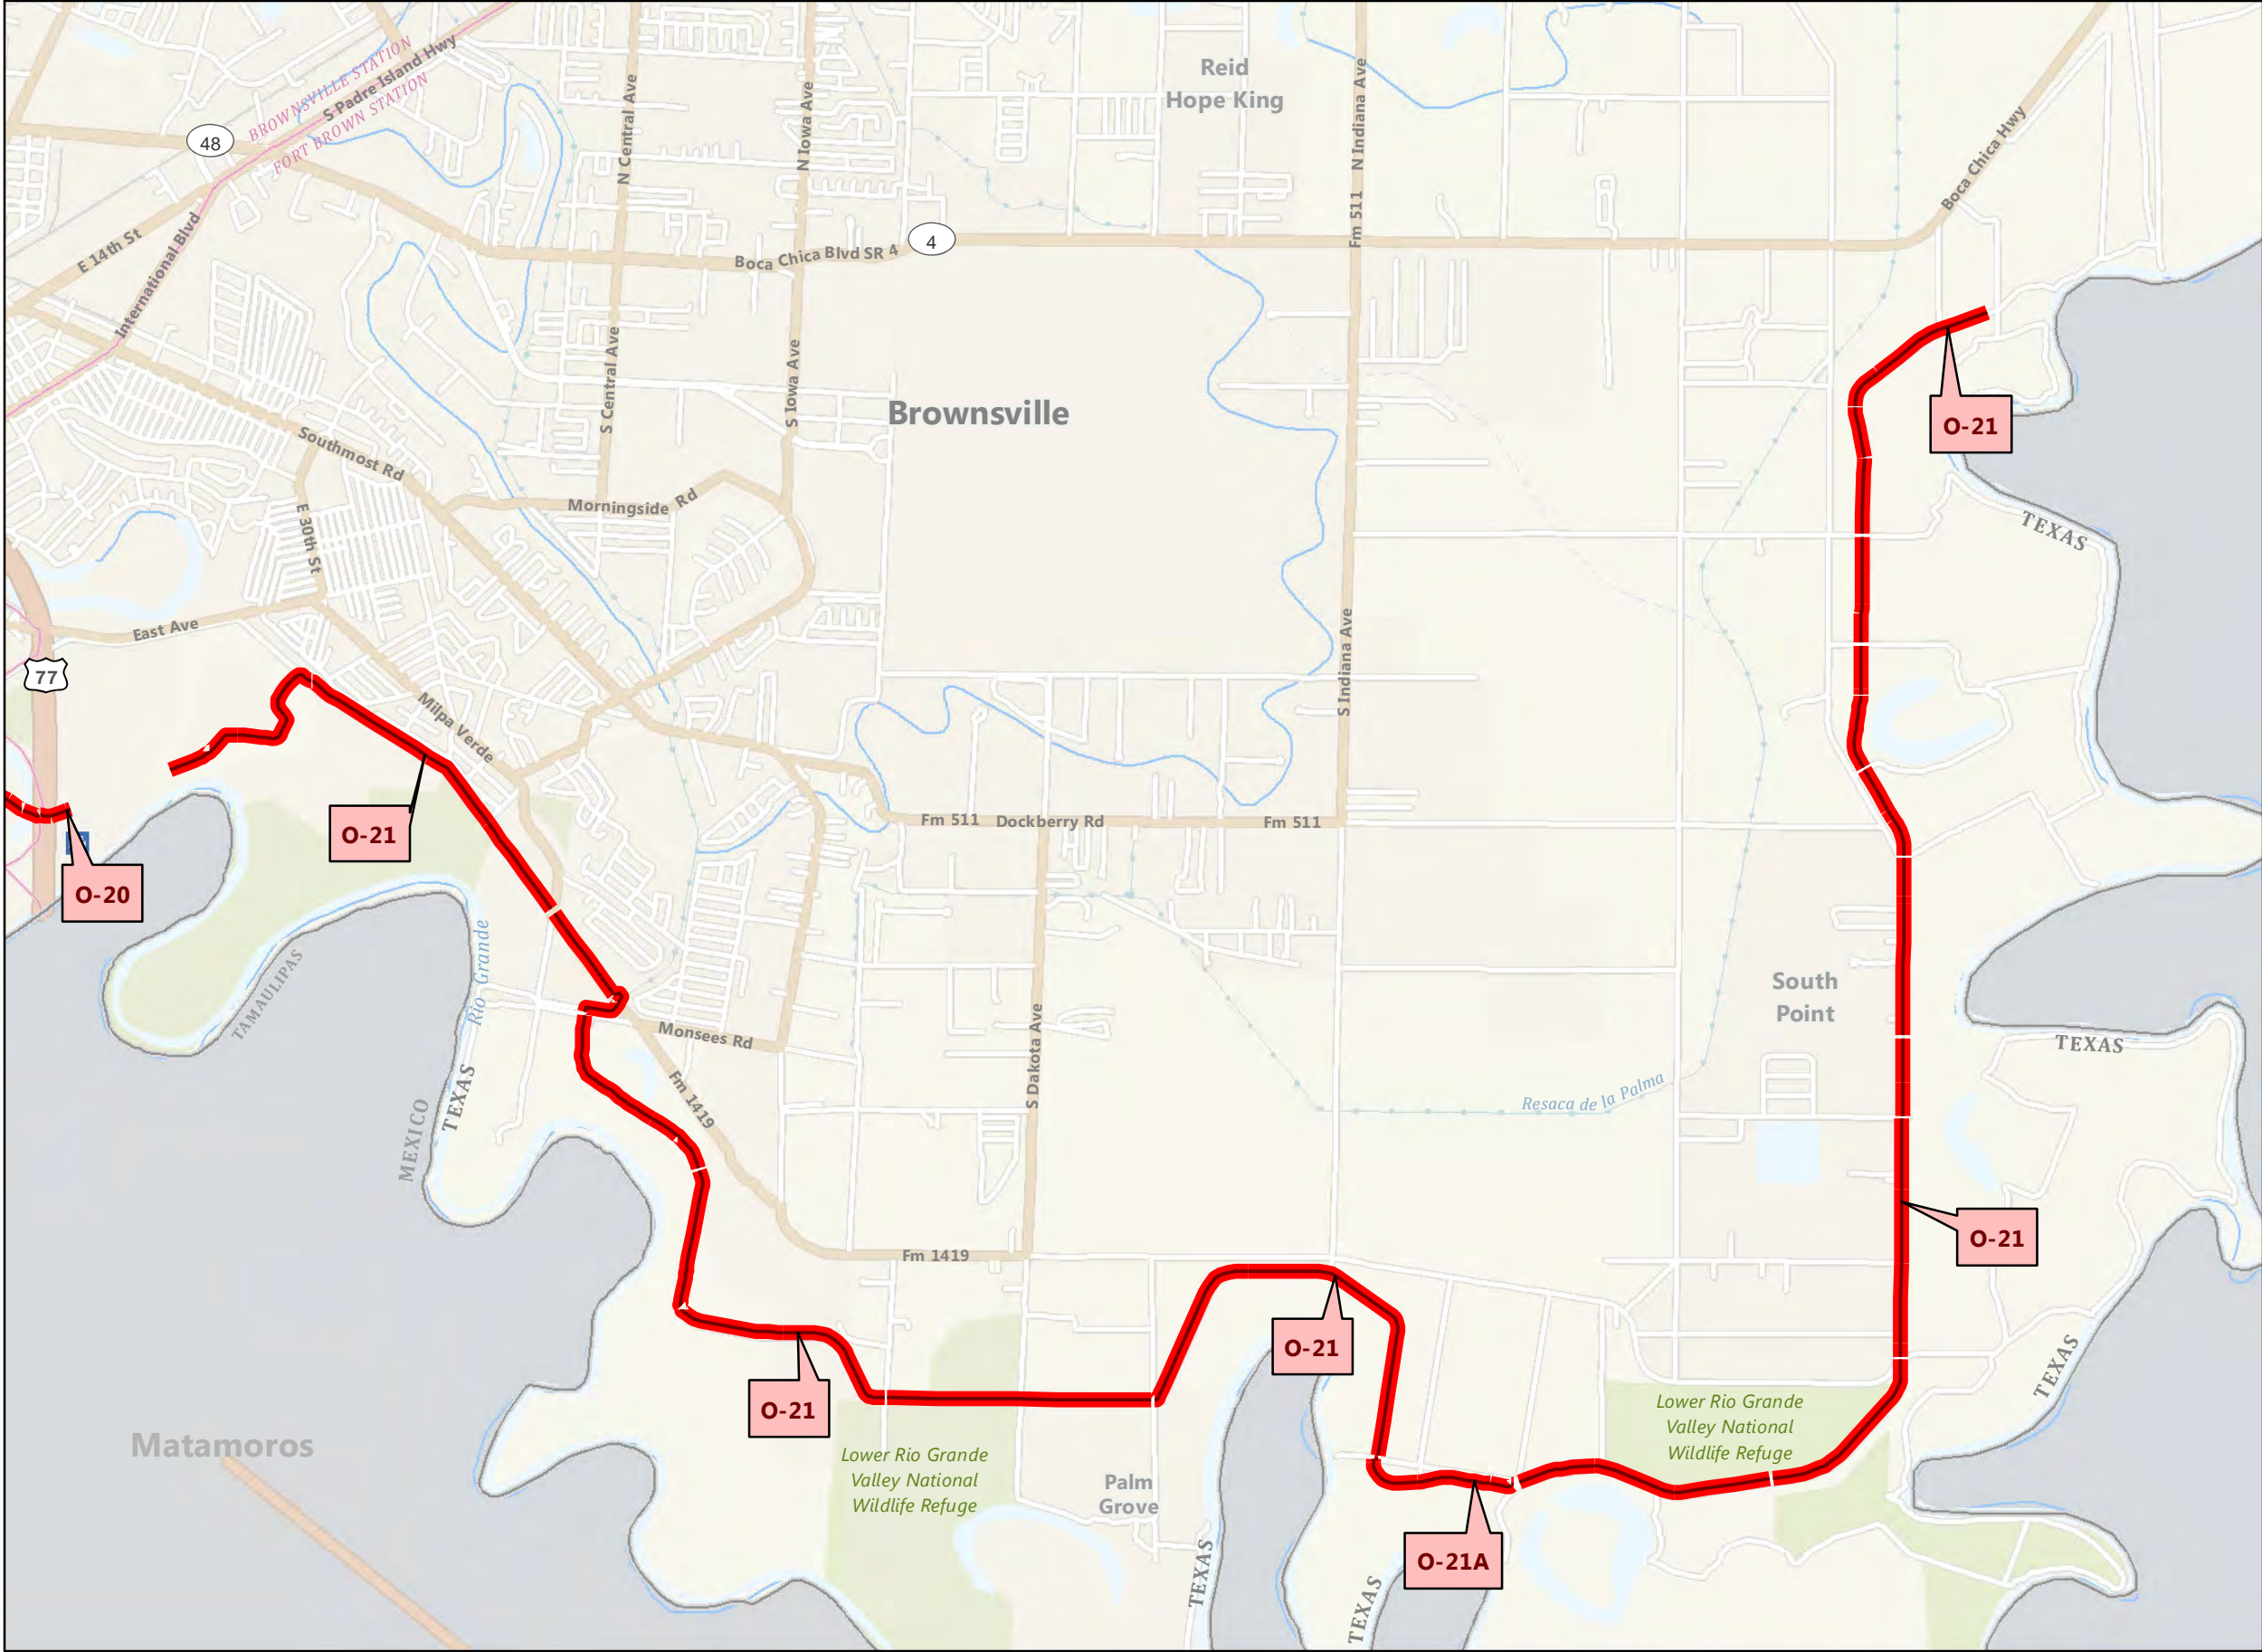 Reid
Hope King
BROWNSVILLE STATION
S Padre Island Hwy
FORT BROWN STATION
48
N Central Ave
N Iowa Ave
N Indiana Ave
Fm 511
Boca Chica Hwy
E 14th St
International Blvd
Boca Chica Blvd SR 4
4
S Central Ave
S Iowa Ave
Brownsville
O-21
Southmost Rd
Morningside Rd
E 30th St
TEXAS
East Ave
77
Milpa Verde
S Indiana Ave
O-21
Fm 511
Dockberry Rd
Fm 511
O-20
TAMAULIPAS
Rio Grande
South
Point
Monsees Rd
S Dakota Ave
TEXAS
MEXICO
TEXAS
Fm 1419
Resaca de la Palma
O-21
Fm 1419
O-21
TEXAS
O-21
Lower Rio Grande
Valley National
Wildlife Refuge
Matamoros
Lower Rio Grande
Valley National
Wildlife Refuge
Palm
Grove
O-21A
TEXAS
TEXAS